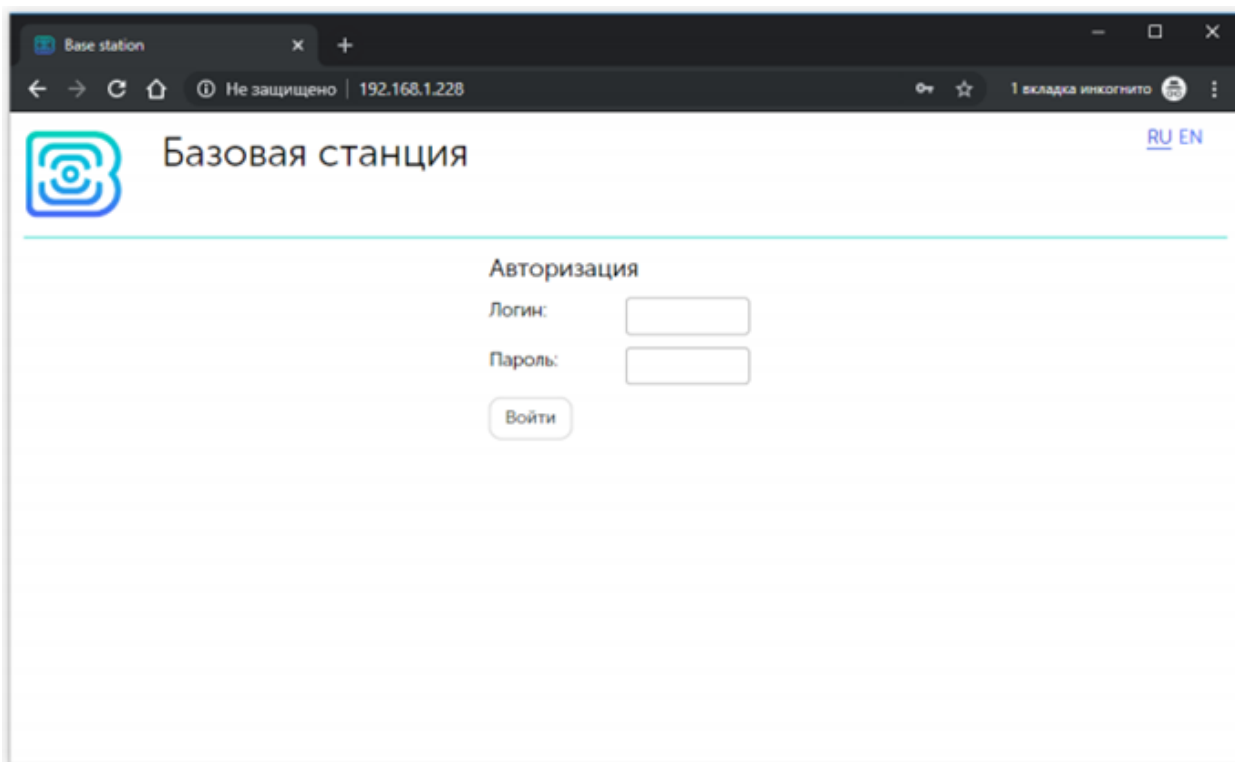 Base station
Не защищено | 192.168.1.228
1 вкладка инкогнито
Базовая станция
RU EN
Авторизация
Логин:
Пароль:
Войти